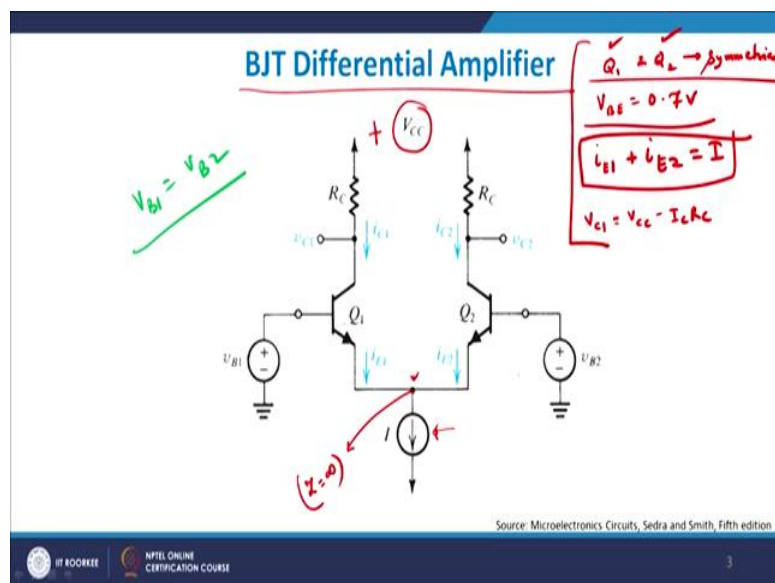 BJT Differential Amplifier
Q1 & Q2 → Symmetrical
VBE = 0.7V
iE1 + iE2 = I
VC1 = VCC - ICRC
VB1 = VB2
+ VCC
RC
RC
vC1
iC1
iC2
vC2
Q1
Q2
vB1
iE1
iE2
vB2
I
(z=∞)
Source: Microelectronics Circuits, Sedra and Smith, Fifth edition
IIT ROORKEE
NPTEL ONLINE
CERTIFICATION COURSE
3